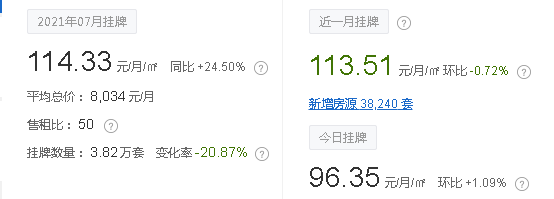 2021年07月挂牌
114.33 元/月/㎡ 同比 +24.50% ?
平均总价： 8,034 元/月
售租比： 50 ?
挂牌数量： 3.82 万套 变化率 -20.87% ?
近一月挂牌 ?
113.51 元/月/㎡ 环比 -0.72% ?
新增房源 38,240 套
今日挂牌
96.35 元/月/㎡ 环比 +1.09% ?